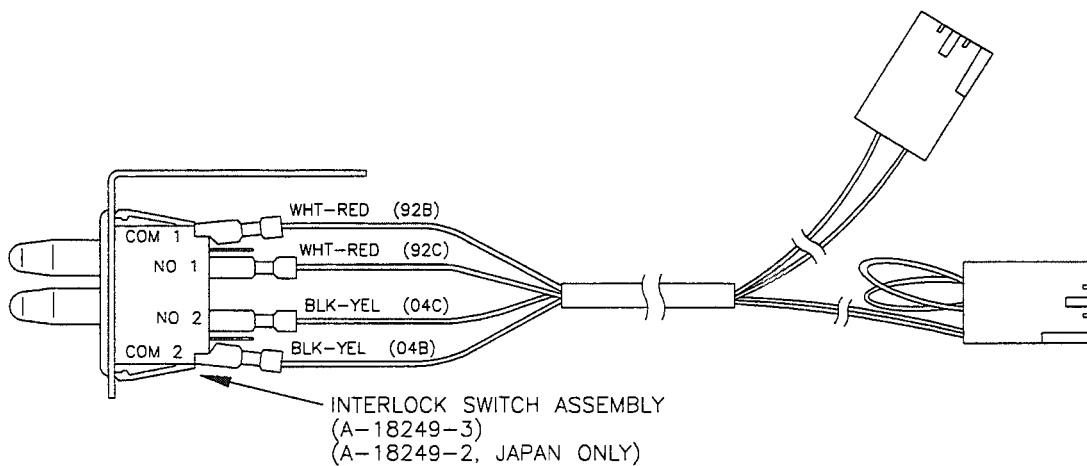 WHT-RED (92B)
COM 1
WHT-RED (92C)
NO 1
BLK-YEL (04C)
NO 2
BLK-YEL (04B)
COM 2
INTERLOCK SWITCH ASSEMBLY
(A-18249-3)
(A-18249-2, JAPAN ONLY)